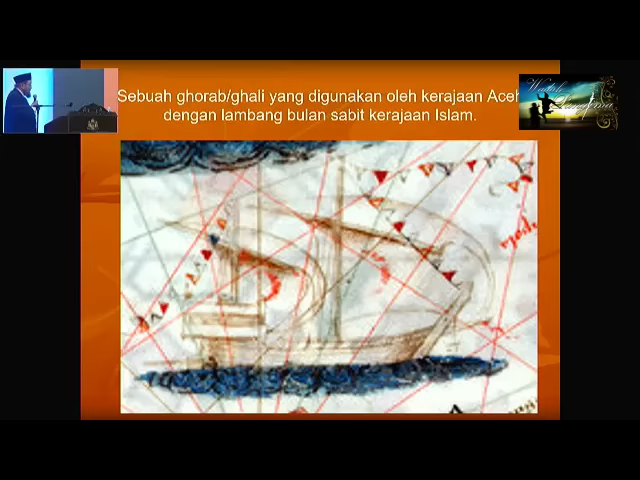 Sebuah ghorab/ghali yang digunakan oleh kerajaan Aceh
dengan lambang bulan sabit kerajaan Islam.